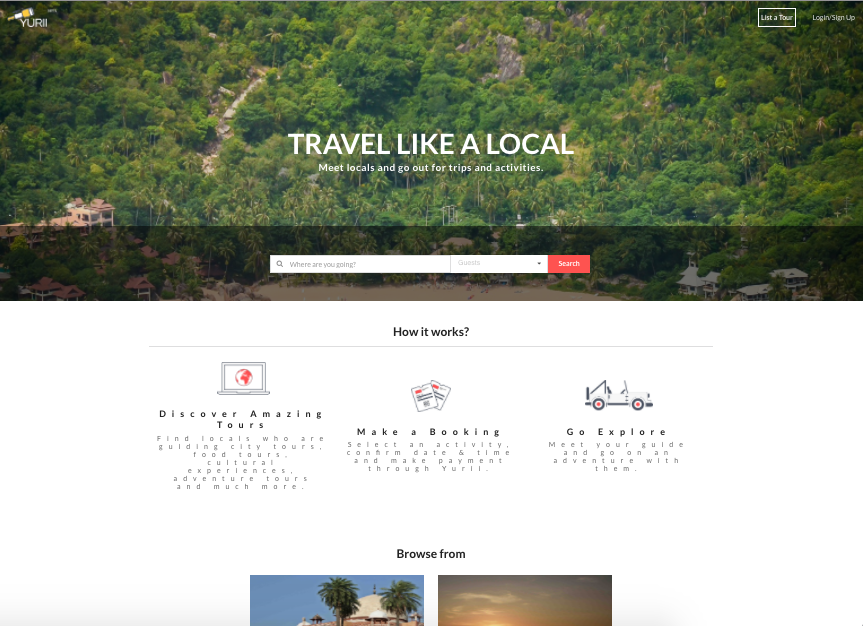 YURII
List a Tour
Login/Sign Up
TRAVEL LIKE A LOCAL
Meet locals and go out for trips and activities.
Where are you going?
Guests
Search
How it works?
Discover Amazing
Tours
Find locals who are
guiding city tours,
food tours,
cultural
experiences,
adventure tours
and much more.
Make a Booking
Select an activity,
confirm date & time
and make payment
through Yurii.
Go Explore
Meet your guide
and go on an
adventure with
them.
Browse from